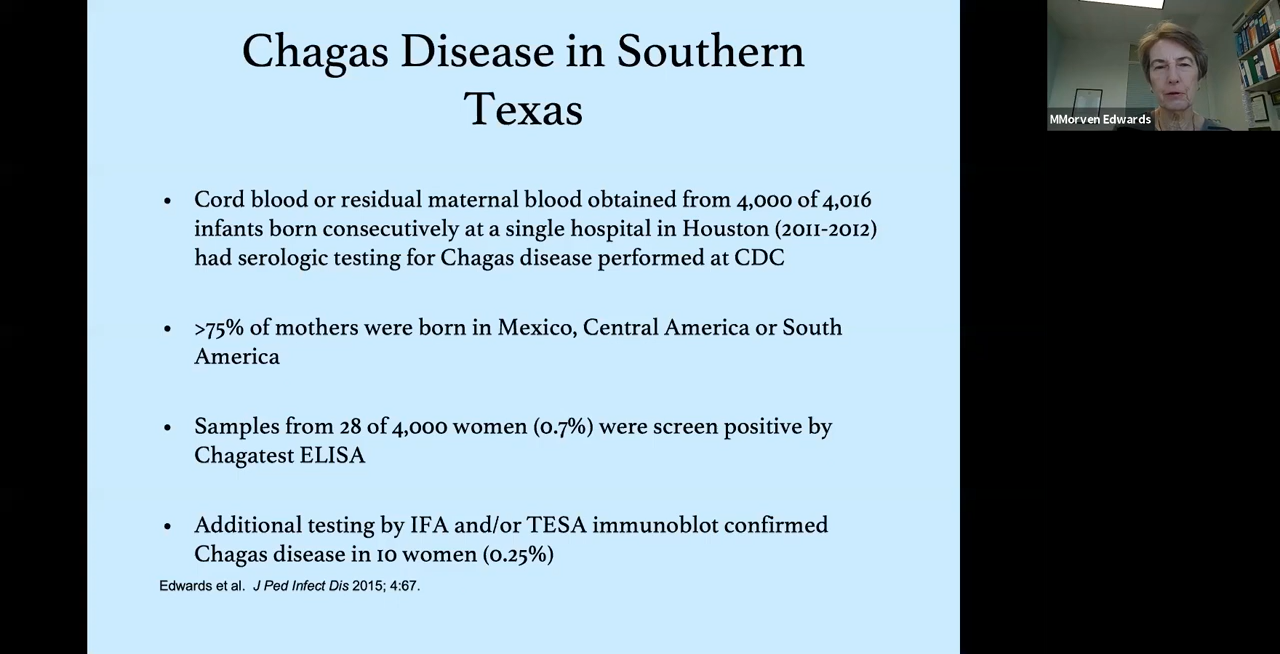 Chagas Disease in Southern
Texas
• Cord blood or residual maternal blood obtained from 4,000 of 4,016
infants born consecutively at a single hospital in Houston (2011-2012)
had serologic testing for Chagas disease performed at CDC
• >75% of mothers were born in Mexico, Central America or South
America
• Samples from 28 of 4,000 women (0.7%) were screen positive by
Chagatest ELISA
• Additional testing by IFA and/or TESA immunoblot confirmed
Chagas disease in 10 women (0.25%)
Edwards et al. J Ped Infect Dis 2015; 4:67.
MMorven Edwards